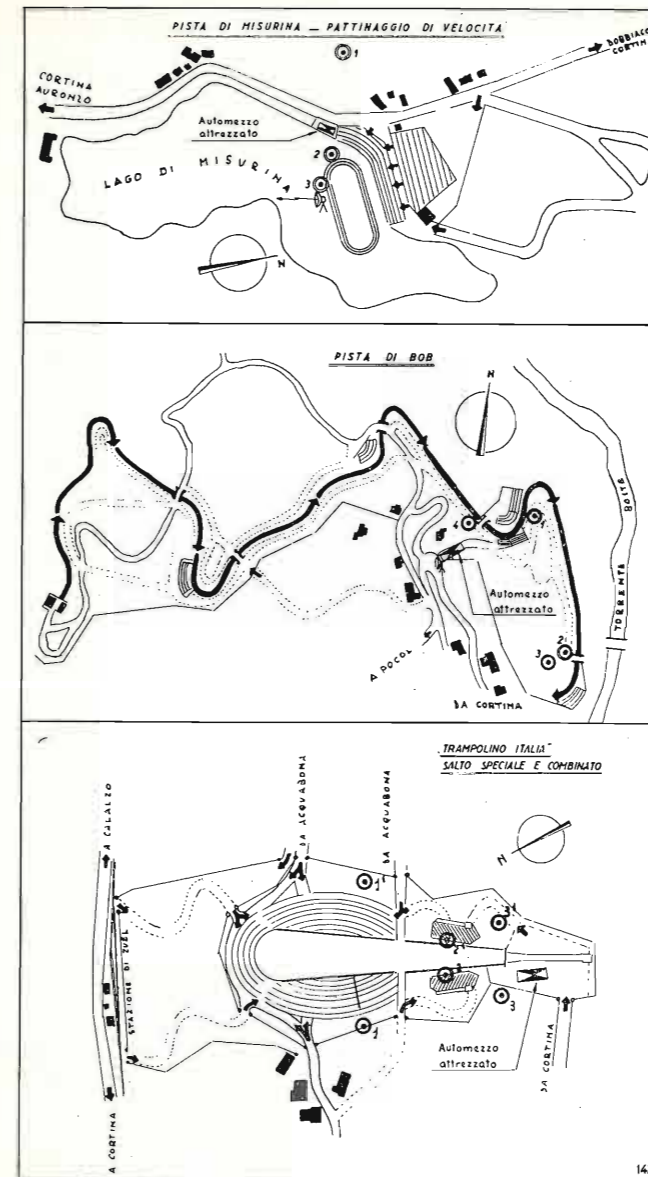 PISTA DI MISURINA — PATTINAGGIO DI VELOCITÀ
1
DOBBIACO
CORTINA
CORTINA
AURONZO
Automezzo
attrezzato
2
3
LAGO DI MISURINA
N
PISTA DI BOB
N
4
1
Automezzo
attrezzato
TORRENTE BOITE
2
3
A POCOL
DA CORTINA
"TRAMPOLINO ITALIA"
SALTO SPECIALE E COMBINATO
N
A CALALZO
DA ACQUABONA
DA ACQUABONA
1'
3'
2'
2
3
1
STAZIONE DI ZUEL
Automezzo
attrezzato
DA CORTINA
A CORTINA